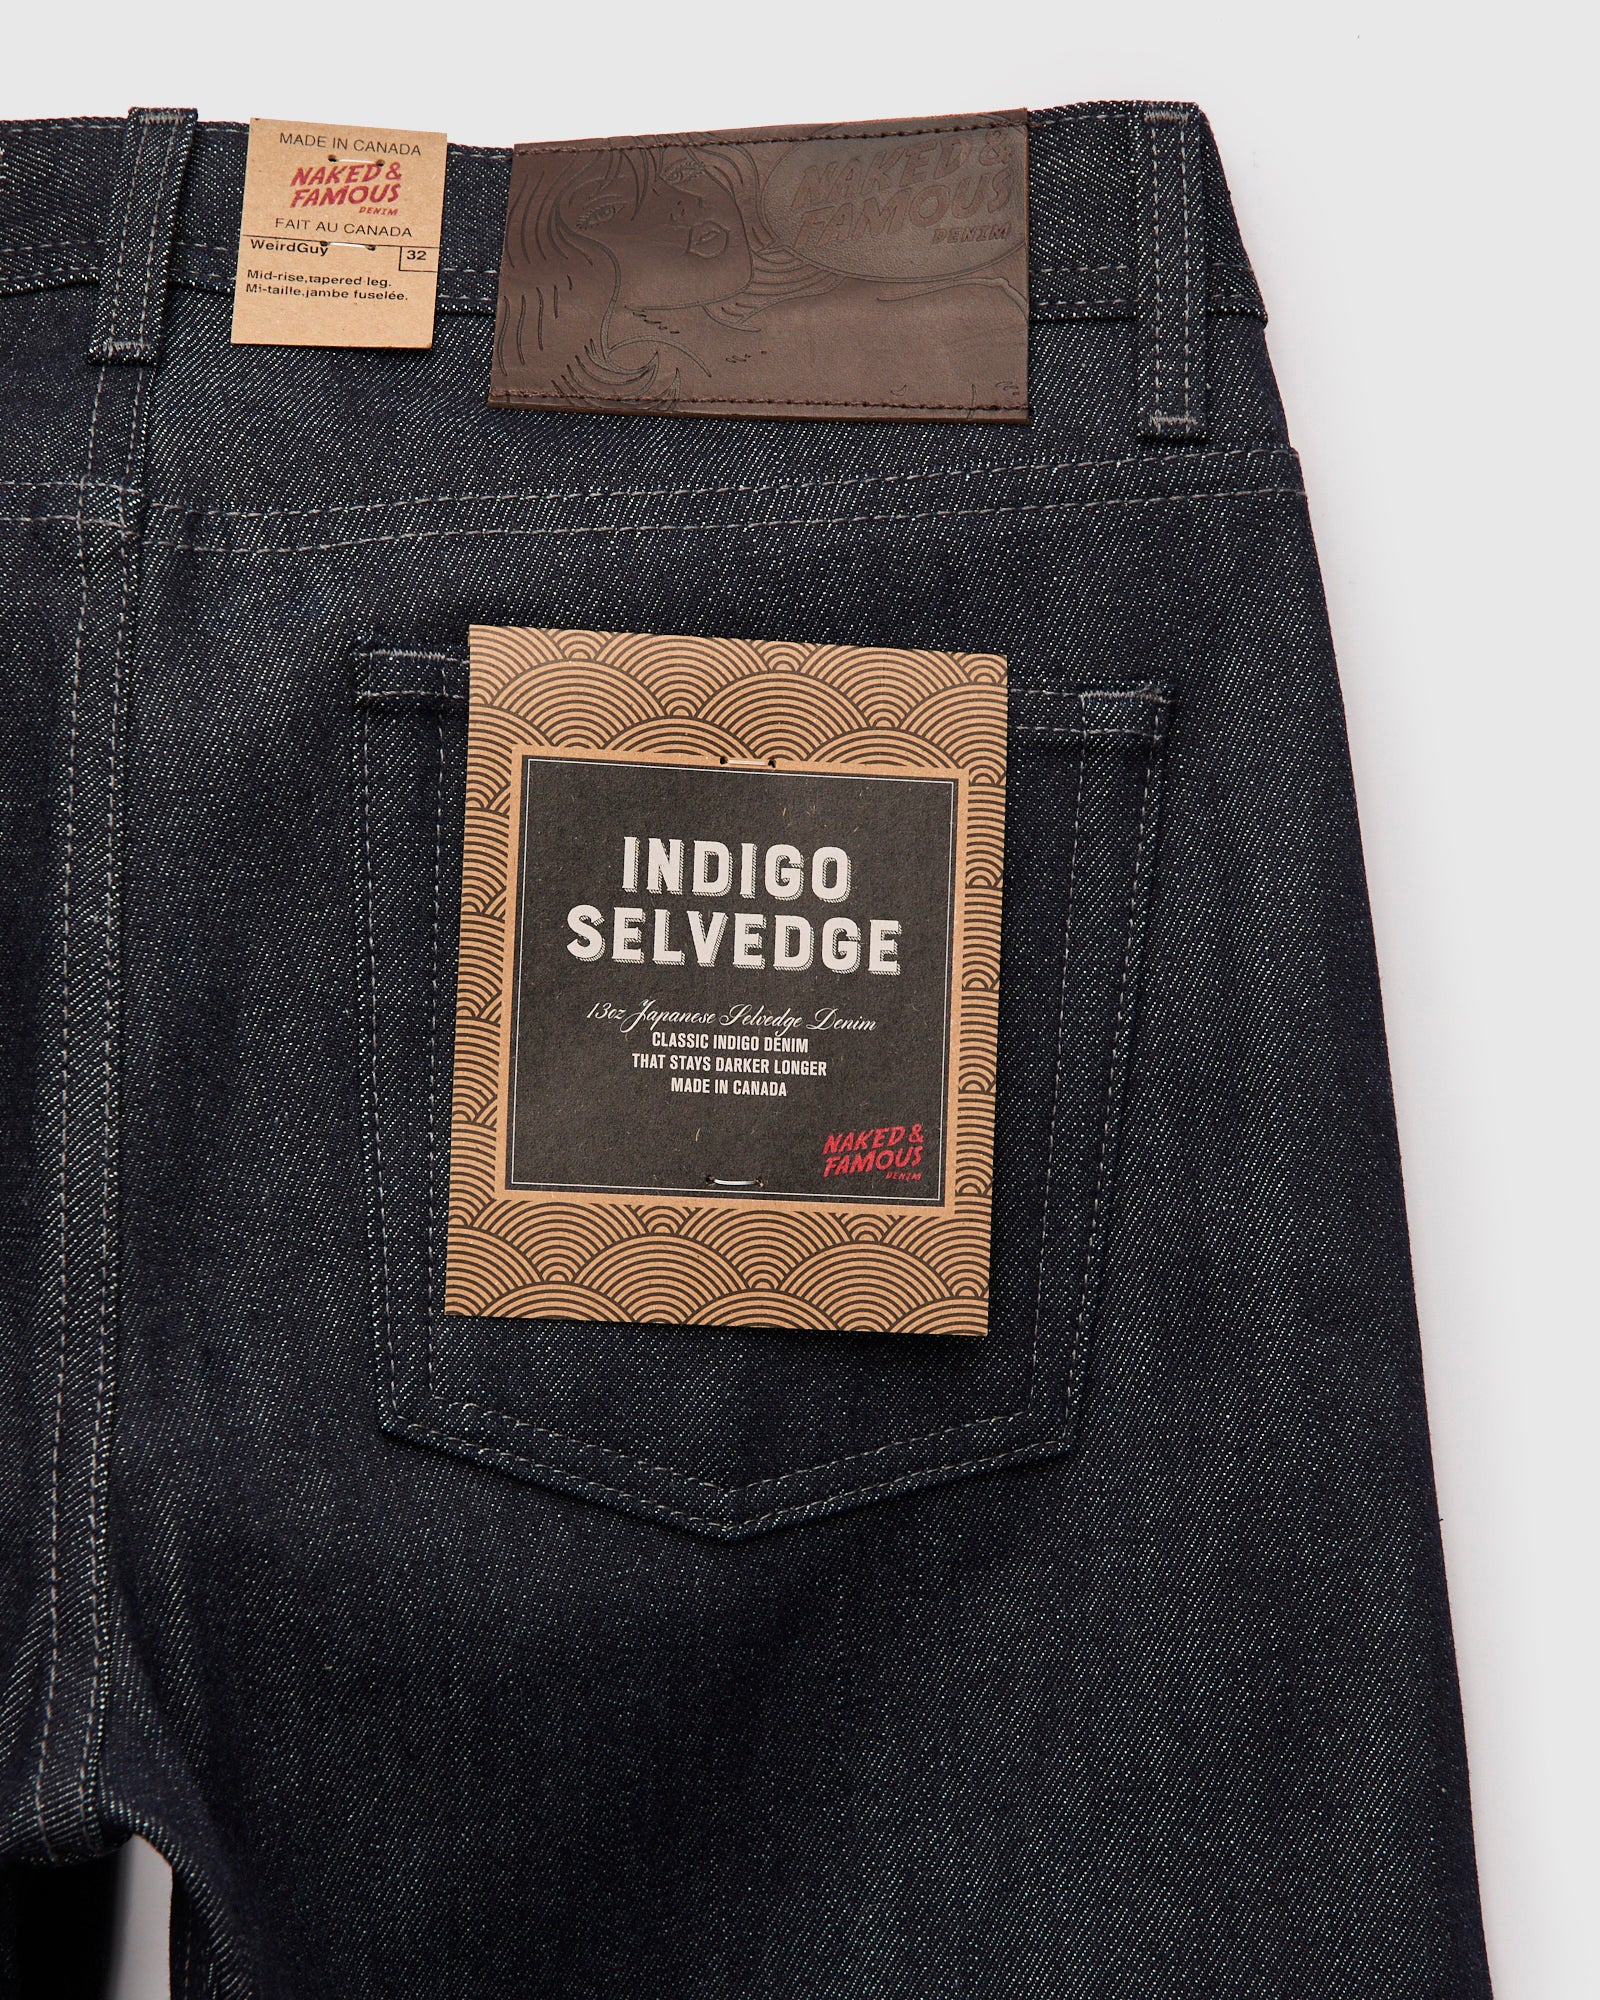 MADE IN CANADA
NAKED &
FAMOUS
DENIM
FAIT AU CANADA
WeirdGuy
32
Mid-rise,tapered leg.
Mi-taille,jambe fuselée.
NAKED &
FAMOUS
DENIM
INDIGO
SELVEDGE
13oz Japanese Selvedge Denim
CLASSIC INDIGO DENIM
THAT STAYS DARKER LONGER
MADE IN CANADA
NAKED &
FAMOUS
DENIM